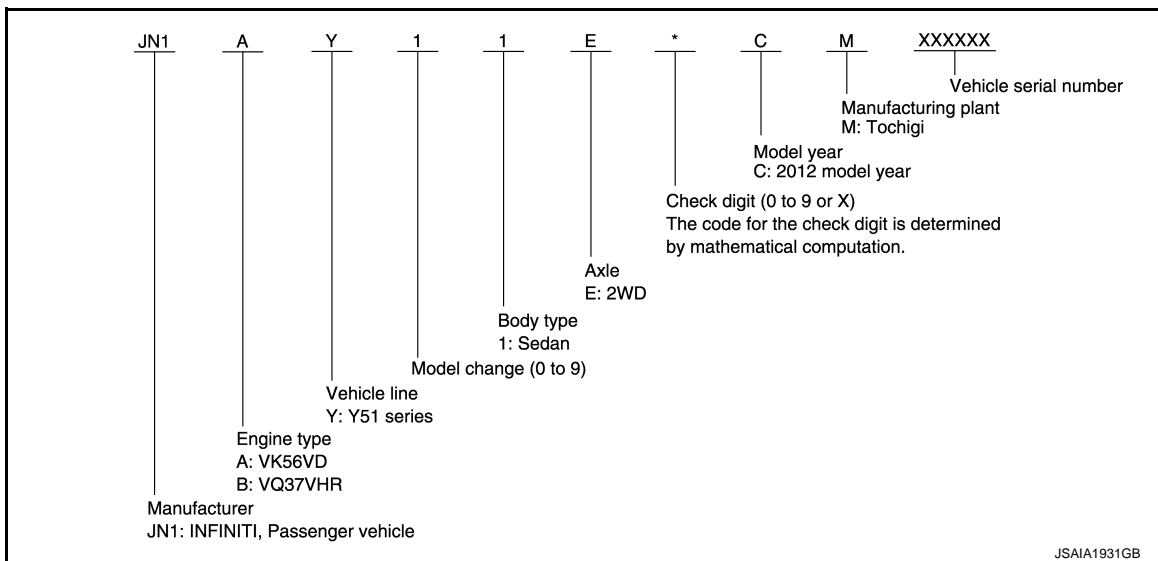 JN1 A Y 1 1 E * C M XXXXXX
Vehicle serial number
Manufacturing plant
M: Tochigi
Model year
C: 2012 model year
Check digit (0 to 9 or X)
The code for the check digit is determined
by mathematical computation.
Axle
E: 2WD
Body type
1: Sedan
Model change (0 to 9)
Vehicle line
Y: Y51 series
Engine type
A: VK56VD
B: VQ37VHR
Manufacturer
JN1: INFINITI, Passenger vehicle
JSAIA1931GB